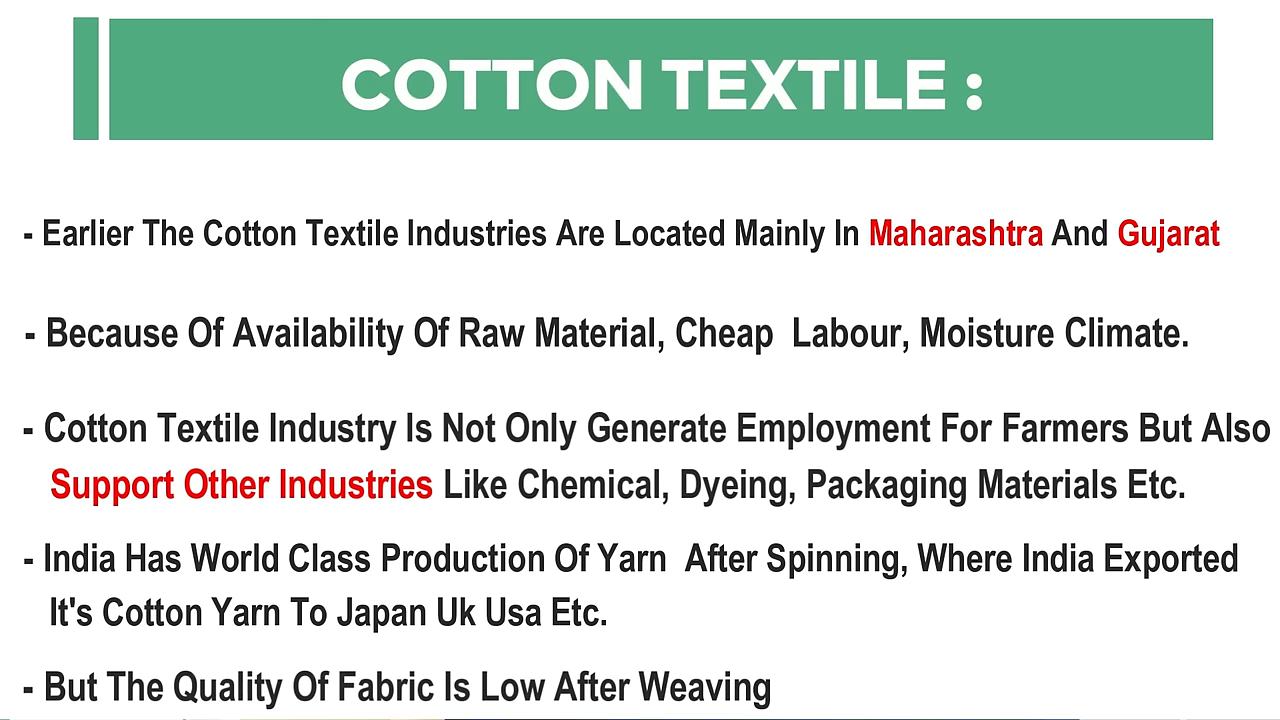 COTTON TEXTILE :
- Earlier The Cotton Textile Industries Are Located Mainly In Maharashtra And Gujarat
- Because Of Availability Of Raw Material, Cheap  Labour, Moisture Climate.
- Cotton Textile Industry Is Not Only Generate Employment For Farmers But Also
Support Other Industries Like Chemical, Dyeing, Packaging Materials Etc.
- India Has World Class Production Of Yarn  After Spinning, Where India Exported
It's Cotton Yarn To Japan Uk Usa Etc.
- But The Quality Of Fabric Is Low After Weaving